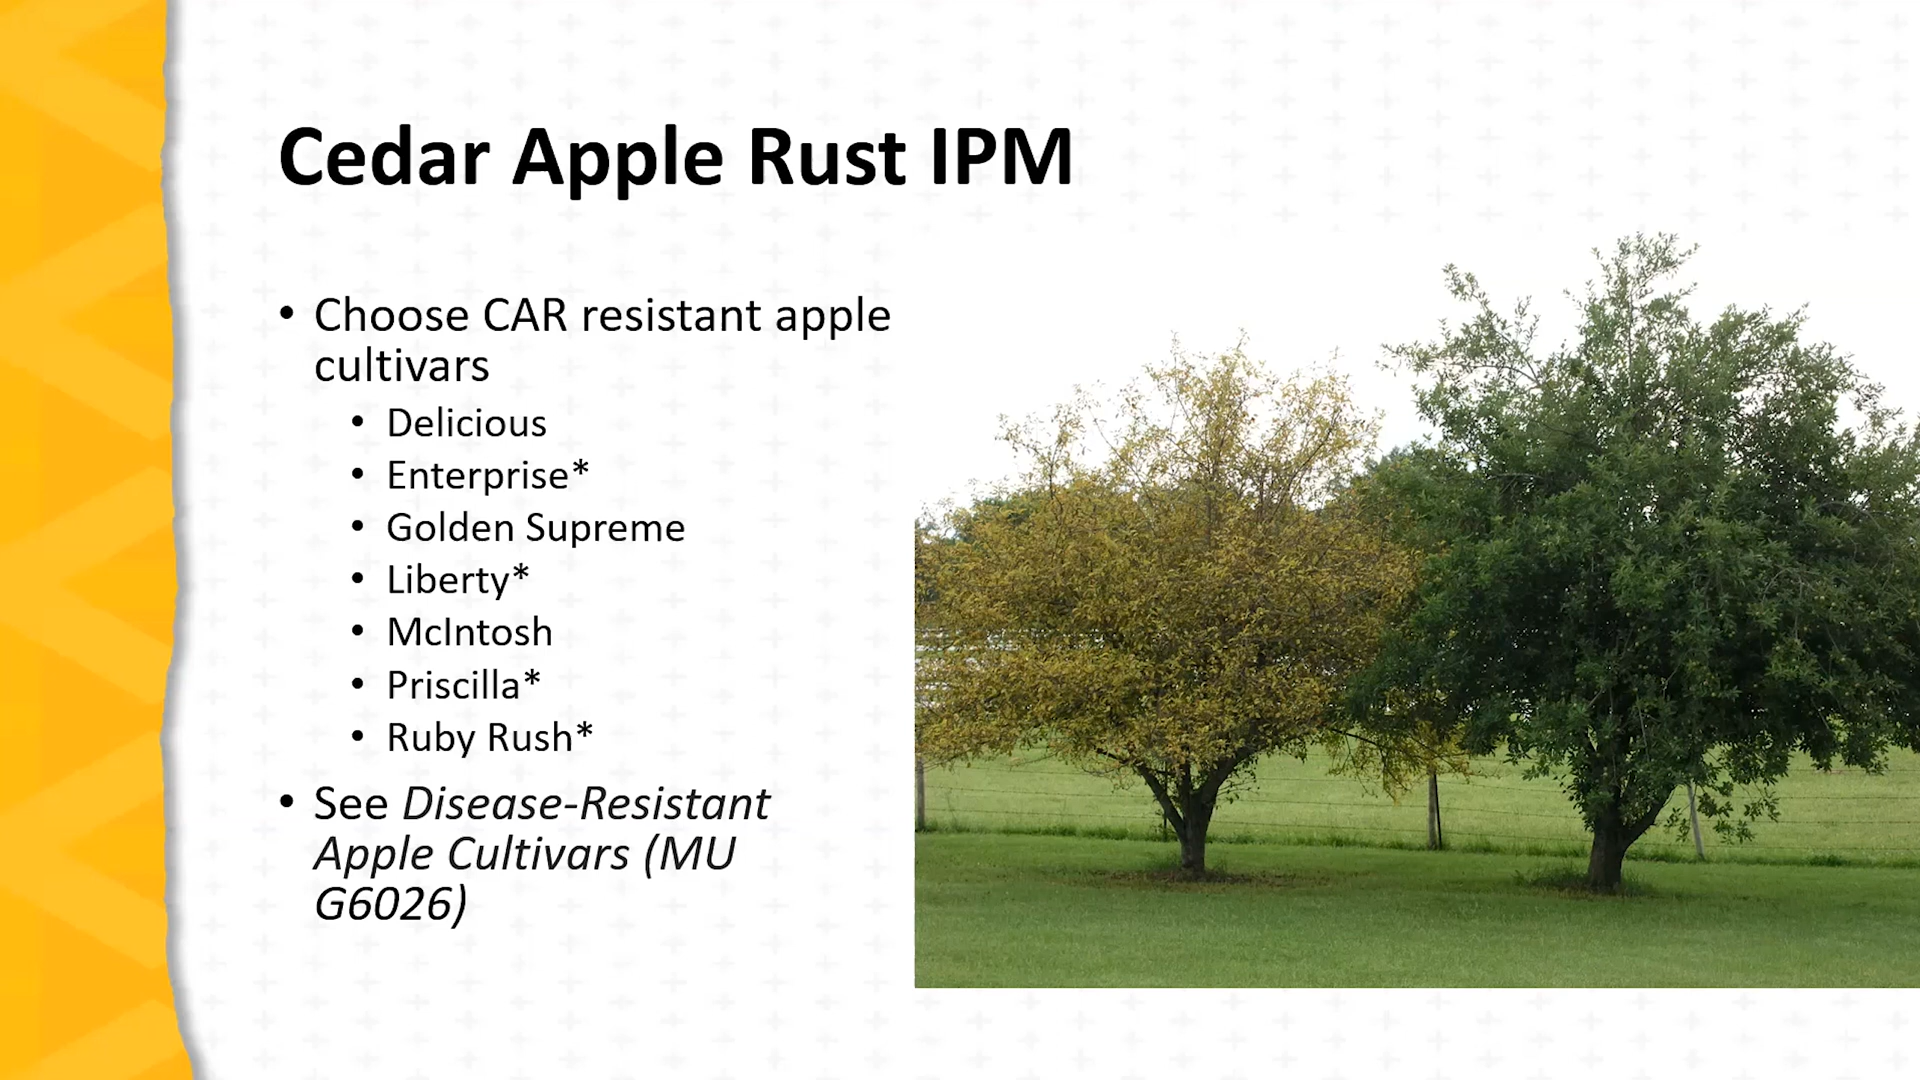 Cedar Apple Rust IPM
• Choose CAR resistant apple
cultivars
• Delicious
• Enterprise*
• Golden Supreme
• Liberty*
• McIntosh
• Priscilla*
• Ruby Rush*
• See Disease-Resistant
Apple Cultivars (MU
G6026)